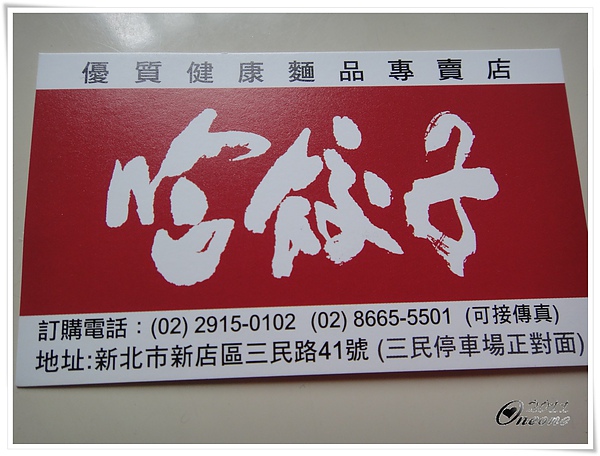 優質健康麵品專賣店
哈餃子
訂購電話：(02) 2915-0102 (02) 8665-5501 (可接傳真)
地址:新北市新店區三民路41號 (三民停車場正對面)